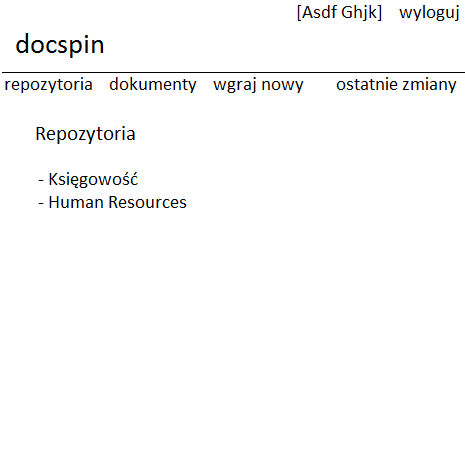 [Asdf Ghjk] wyloguj
docspin
repozytoria dokumenty wgraj nowy ostatnie zmiany
Repozytoria
- Księgowość
- Human Resources